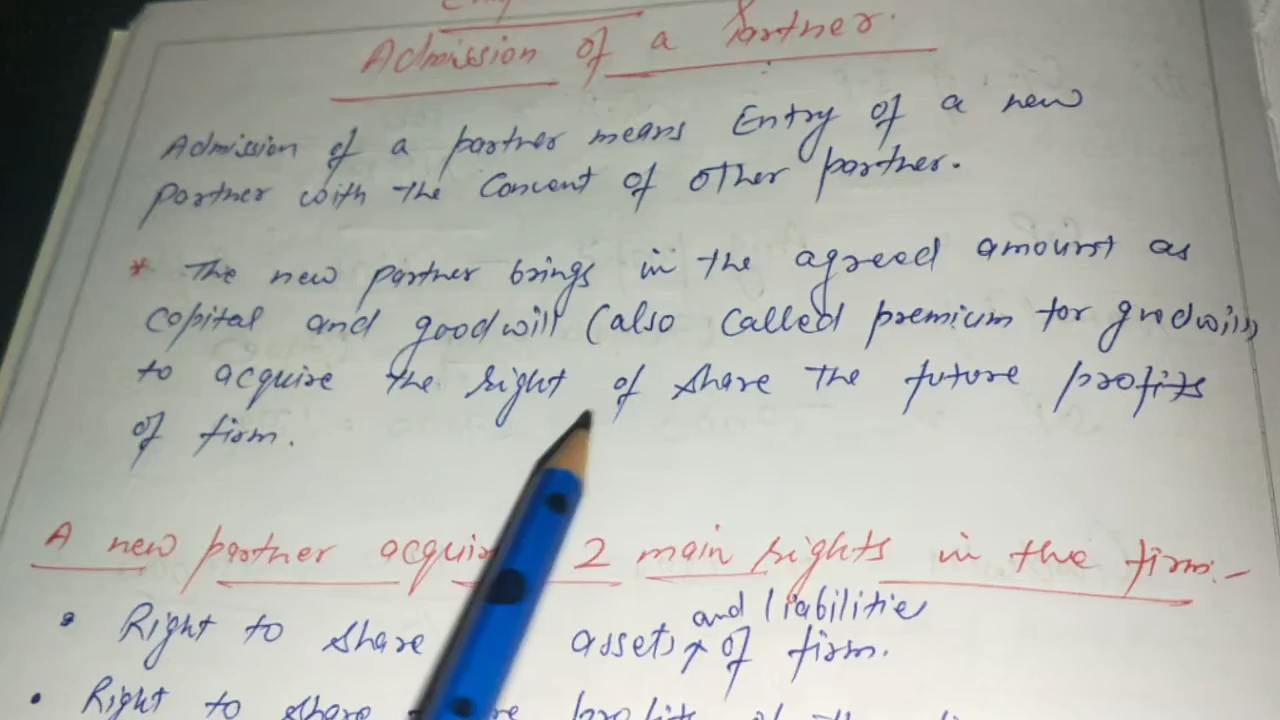 Admission of a Partner.
Admission of a partner means Entry of a new
partner with the Concent of other partner.
* The new partner brings in the agreed amount as
capital and goodwill (also called premium for goodwill)
to acquire the right of share the future profits
of firm.
A new partner 2 main rights in the firm.-
• Right to share assets and liabilitie of firm.
• Right to share